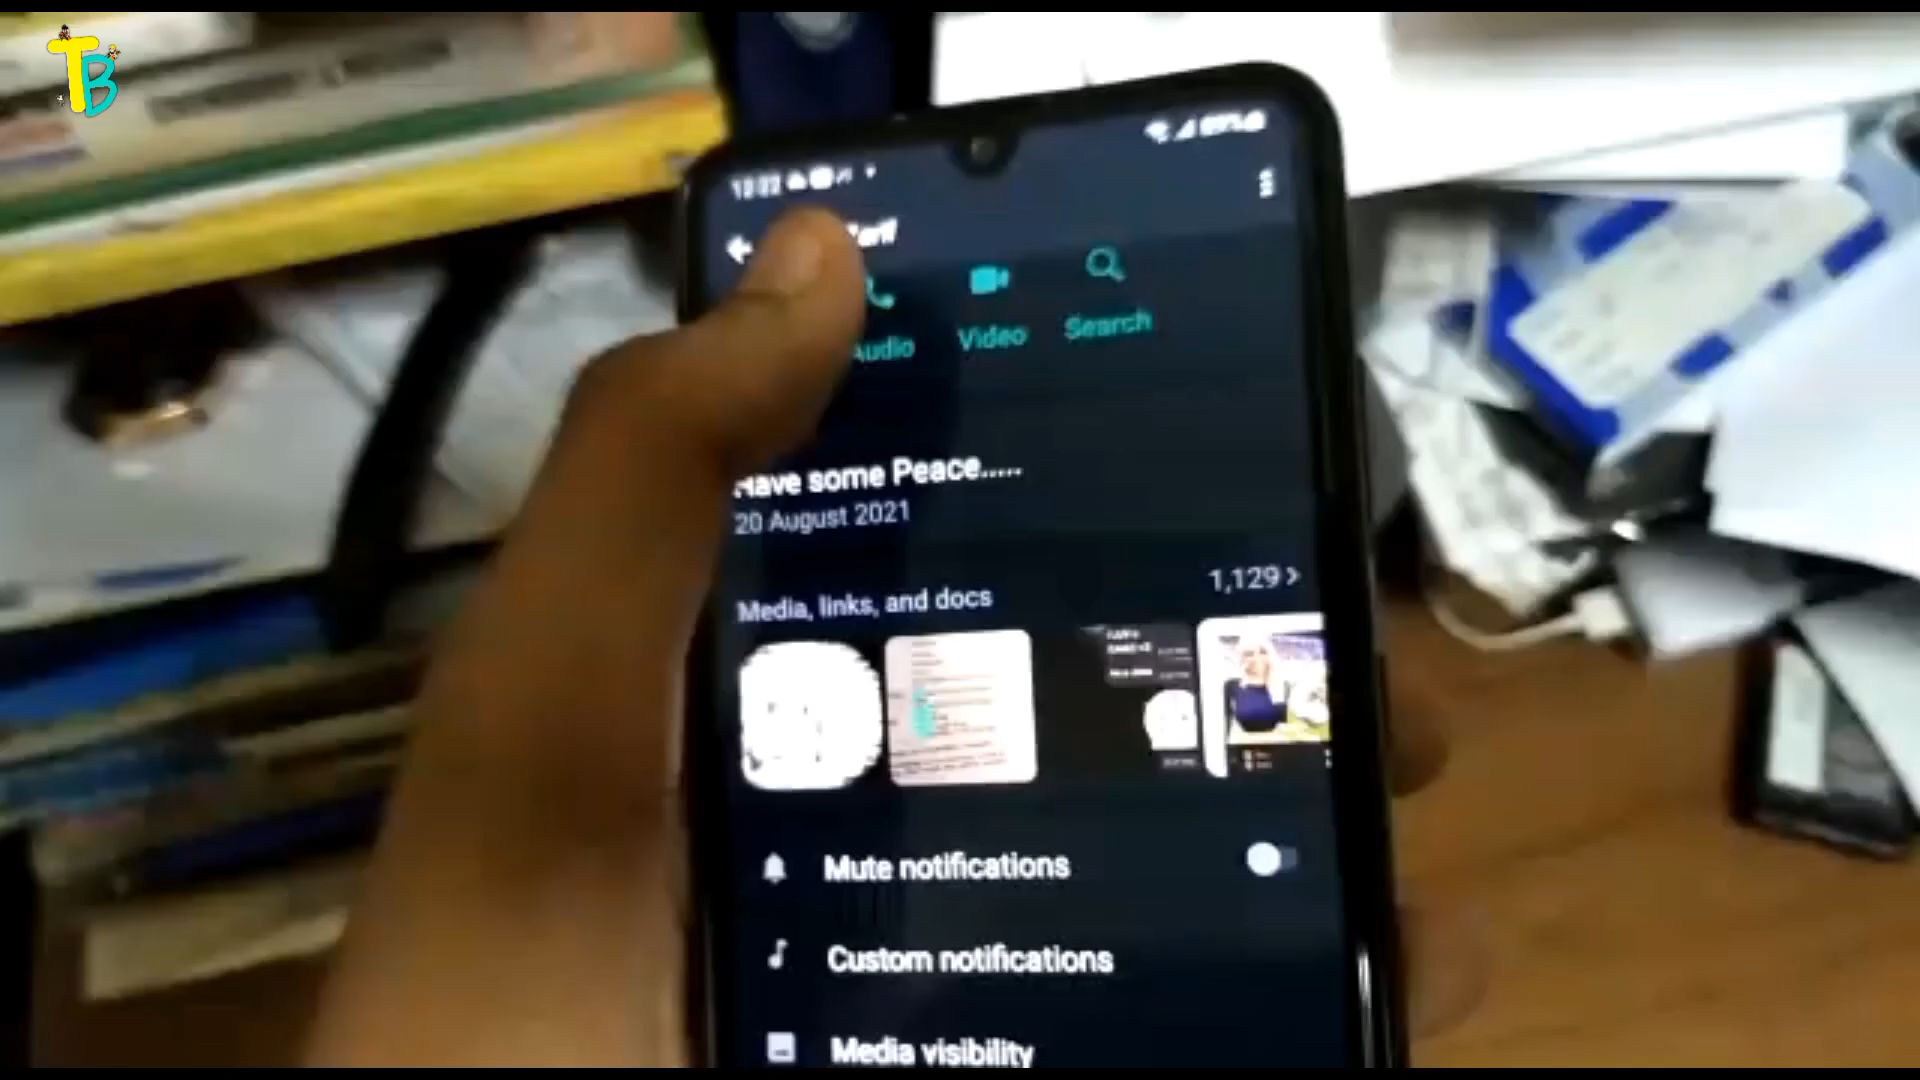 TB
Audio
Video
Search
Have some Peace.....
20 August 2021
Media, links, and docs
1,129 >
Mute notifications
Custom notifications
Media visibility